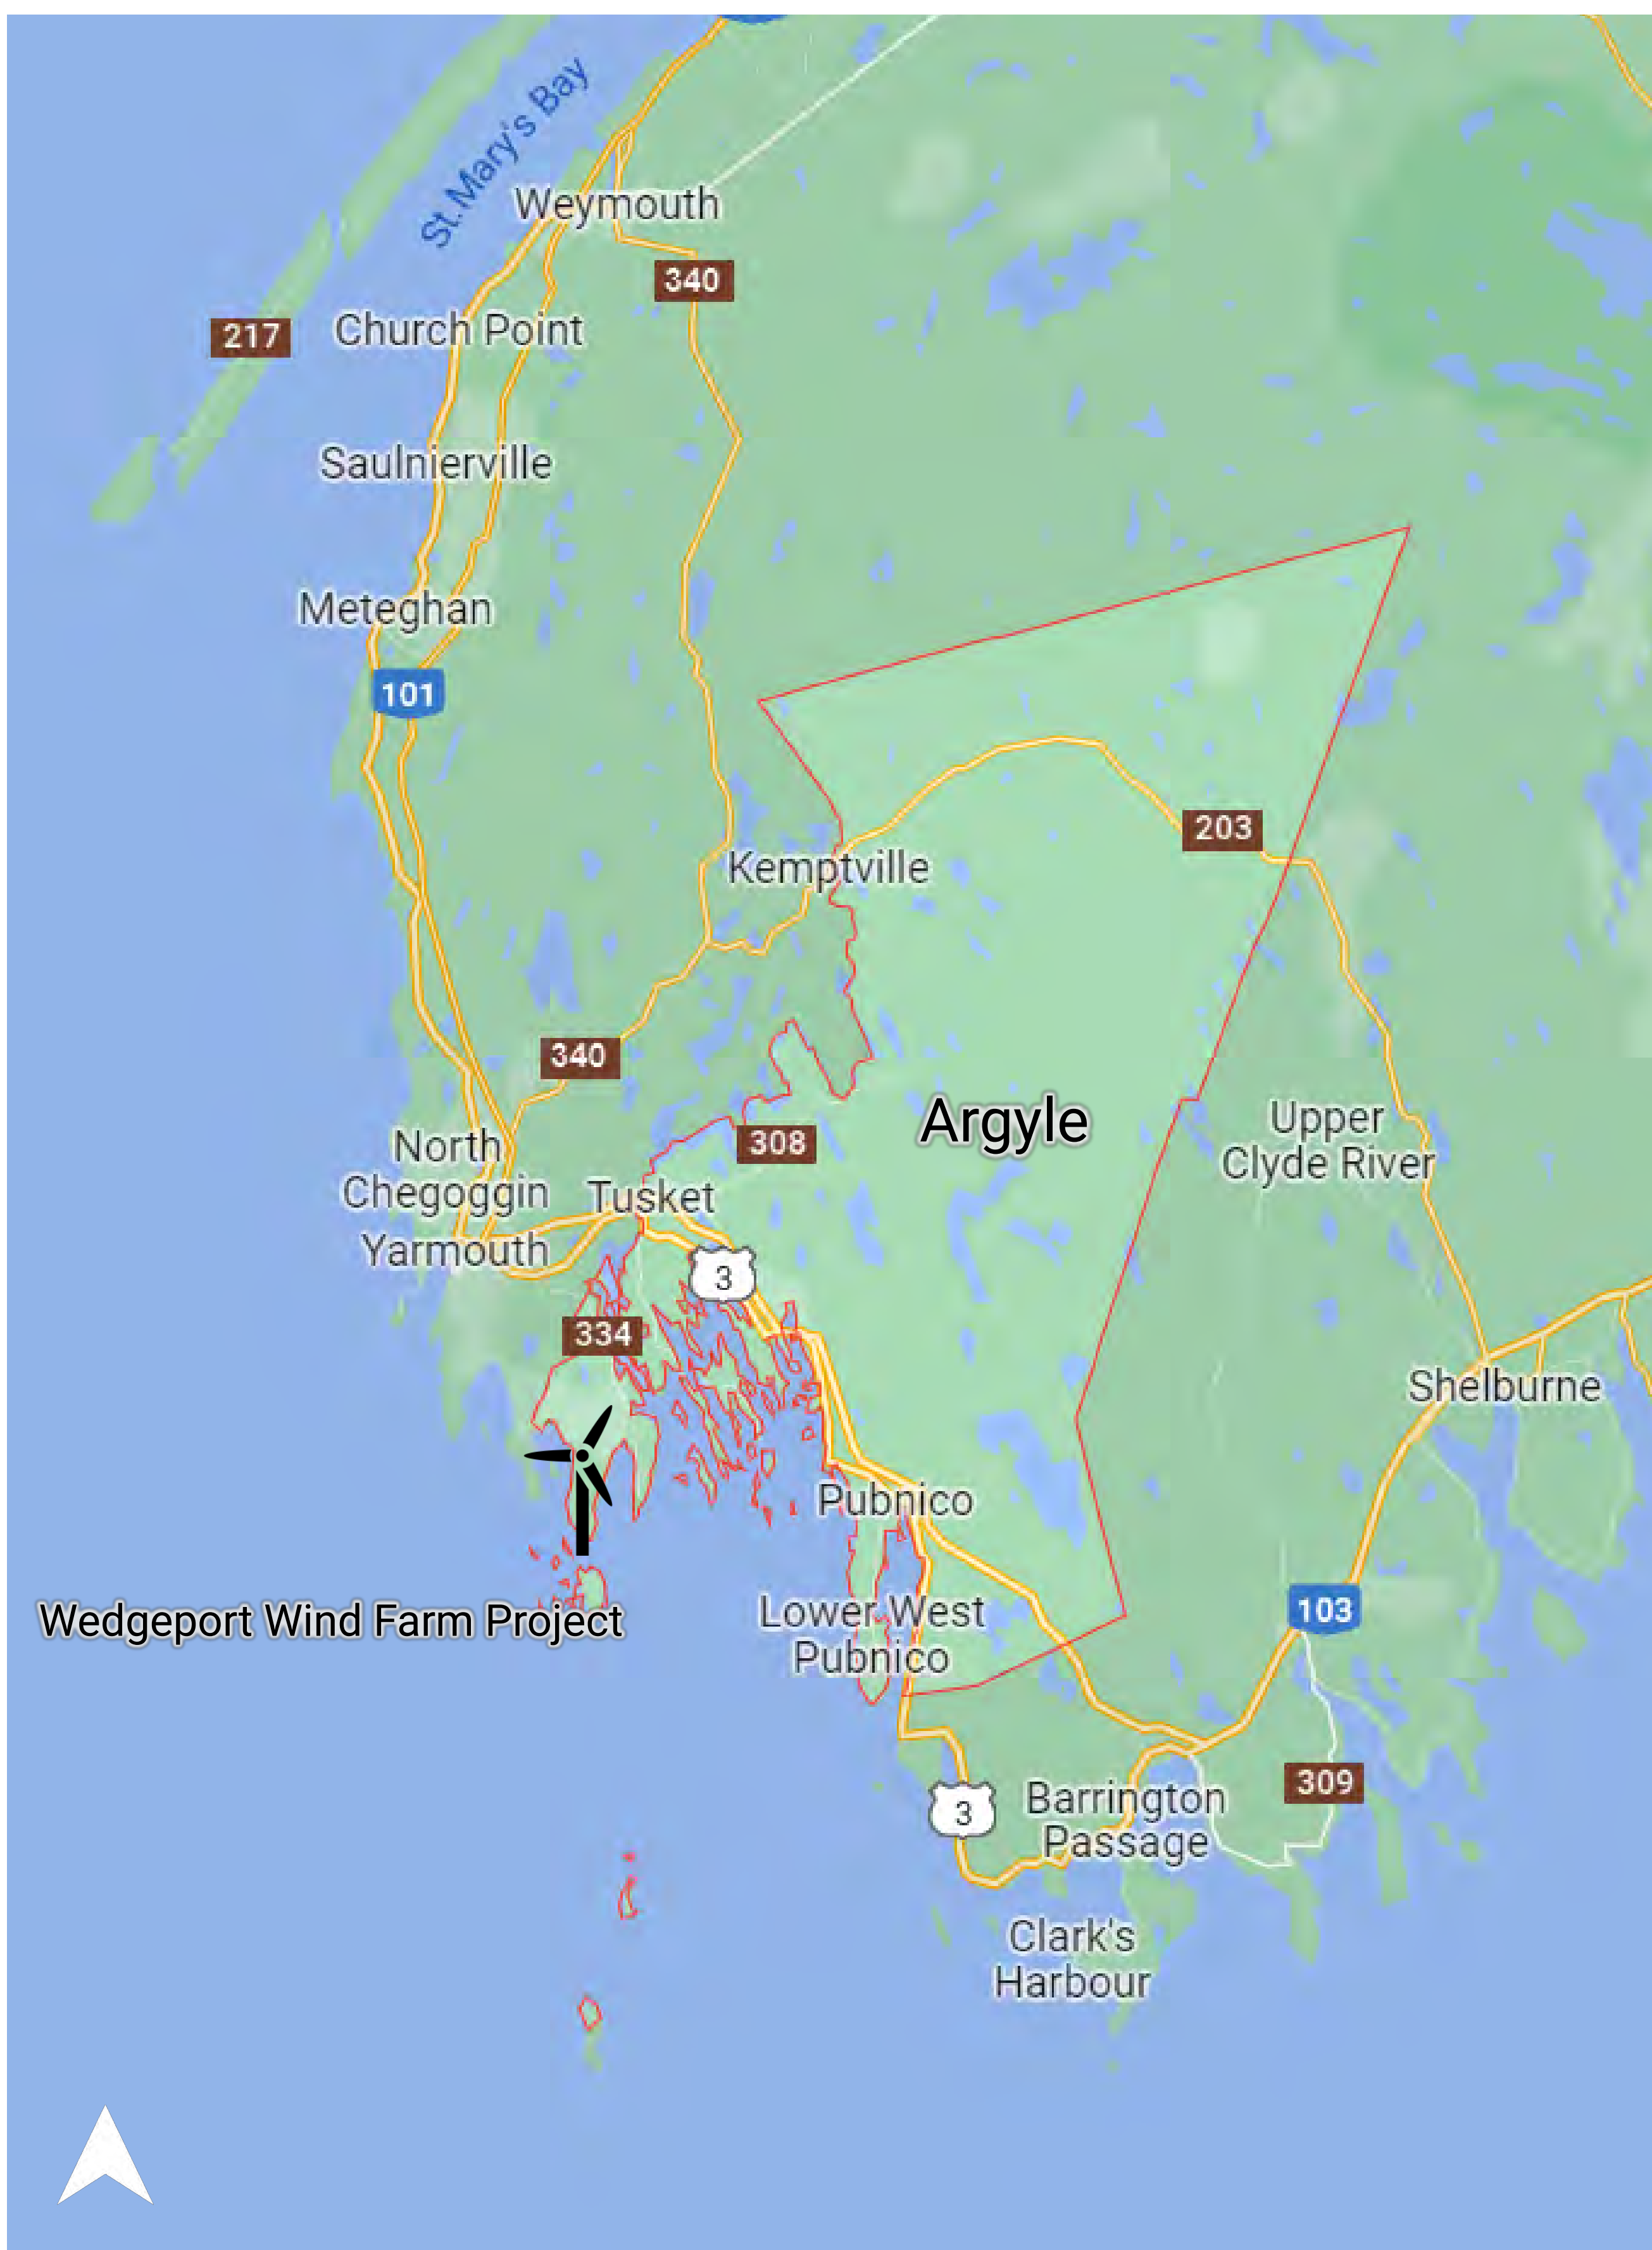 St.Mary's Bay
Weymouth
340
217
Church Point
Saulnierville
Meteghan
101
203
Kemptville
340
Argyle
Upper
Clyde River
308
North
Chegoggin
Tusket
Yarmouth
3
334
Shelburne
Pubnico
103
Lower West
Pubnico
Wedgeport Wind Farm Project
309
3
Barrington
Passage
Clark's
Harbour